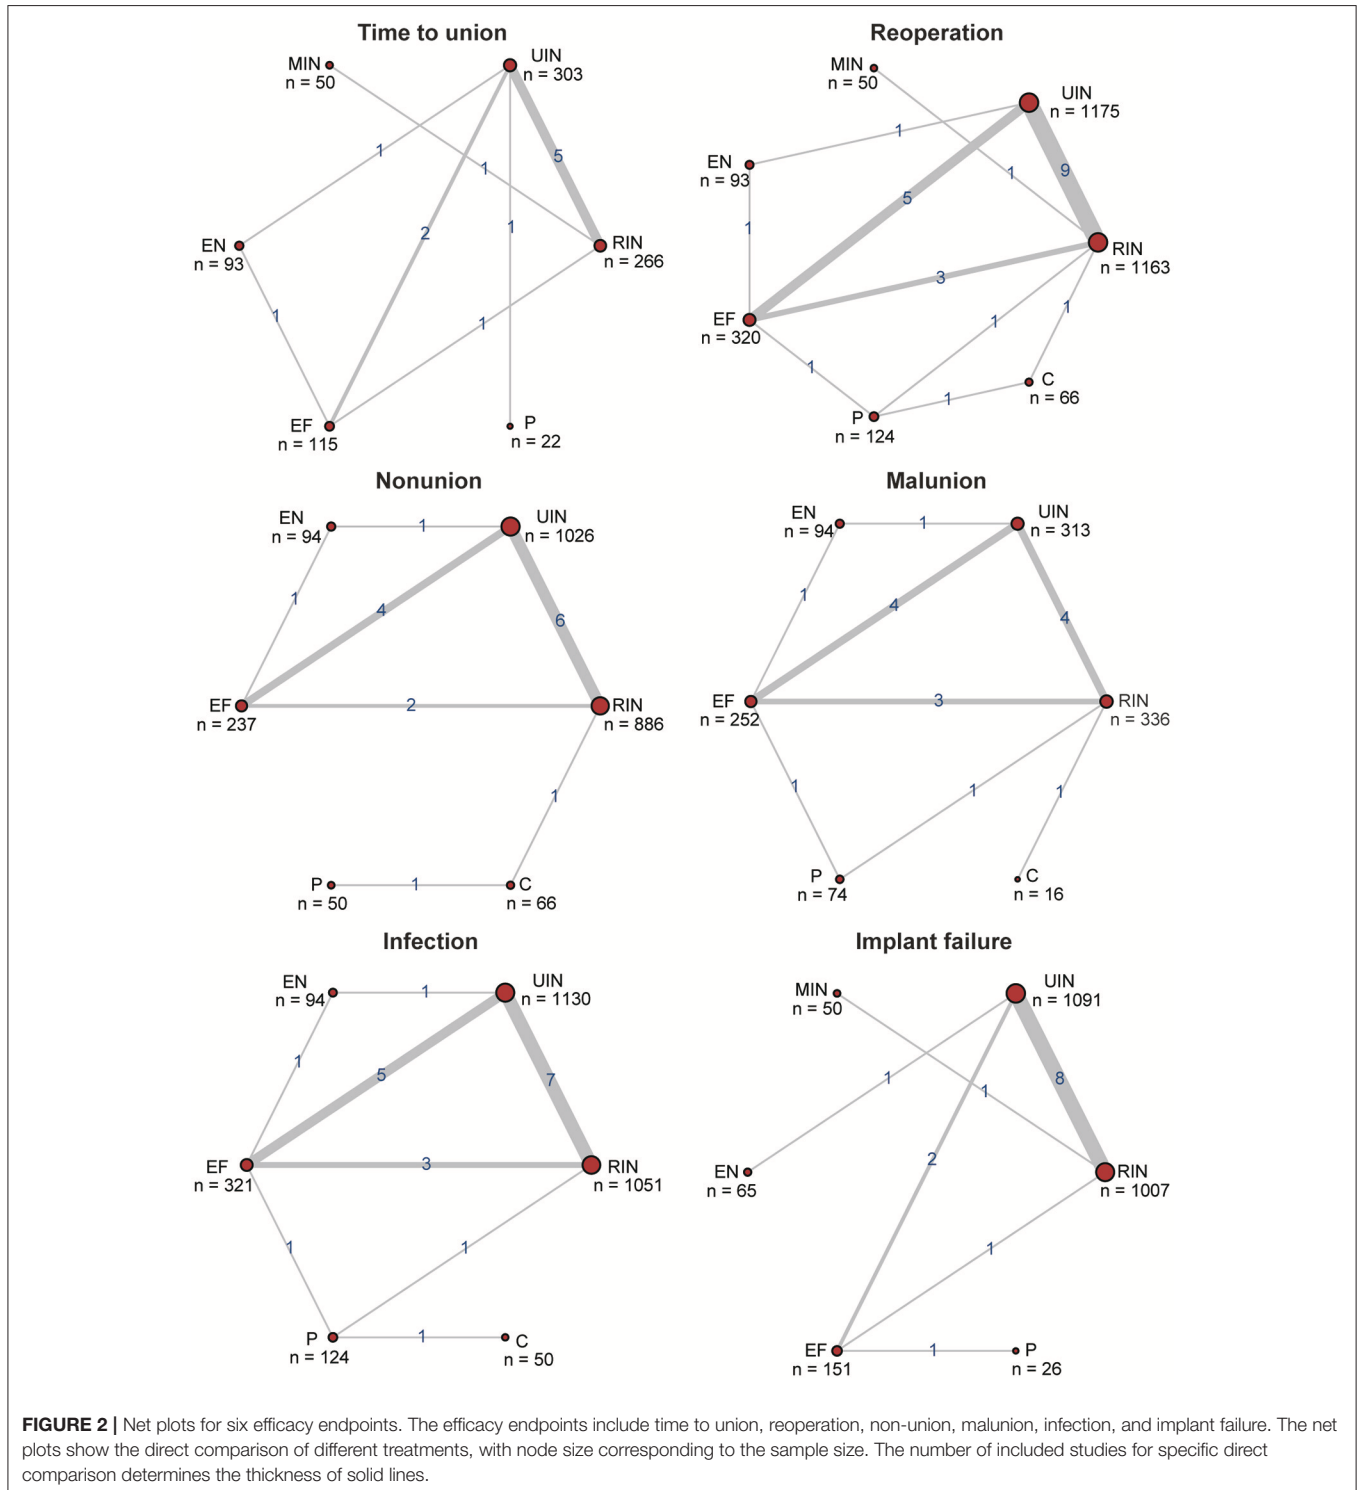 Time to union
MIN
n = 50
UIN
n = 303
1
1
5
EN
n = 93
2
1
RIN
n = 266
1
1
EF
n = 115
P
n = 22
Reoperation
MIN
n = 50
UIN
n = 1175
1
EN
n = 93
1
9
5
1
RIN
n = 1163
3
EF
n = 320
1
1
1
C
n = 66
1
P
n = 124
Nonunion
EN
n = 94
1
UIN
n = 1026
1
4
6
EF
n = 237
2
RIN
n = 886
1
P
n = 50
1
C
n = 66
Malunion
EN
n = 94
1
UIN
n = 313
1
4
4
EF
n = 252
3
RIN
n = 336
1
1
1
P
n = 74
C
n = 16
Infection
EN
n = 94
1
UIN
n = 1130
1
5
7
EF
n = 321
3
RIN
n = 1051
1
1
P
n = 124
1
C
n = 50
Implant failure
MIN
n = 50
UIN
n = 1091
1
1
8
EN
n = 65
2
RIN
n = 1007
1
EF
n = 151
1
P
n = 26
FIGURE 2 | Net plots for six efficacy endpoints. The efficacy endpoints include time to union, reoperation, non-union, malunion, infection, and implant failure. The net
plots show the direct comparison of different treatments, with node size corresponding to the sample size. The number of included studies for specific direct
comparison determines the thickness of solid lines.